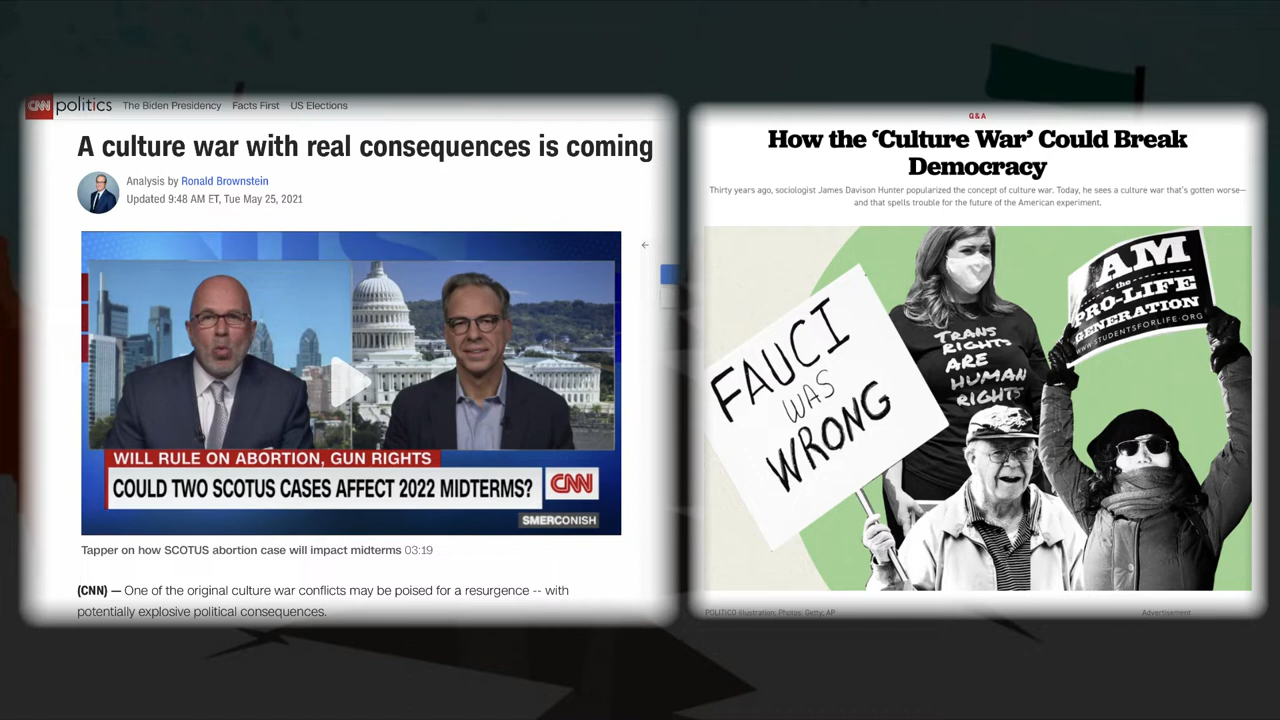 CNN politics The Biden Presidency Facts First US Elections
A culture war with real consequences is coming
Analysis by Ronald Brownstein
Updated 9:48 AM ET, Tue May 25, 2021
WILL RULE ON ABORTION, GUN RIGHTS
COULD TWO SCOTUS CASES AFFECT 2022 MIDTERMS?
CNN
SMERCONISH
Tapper on how SCOTUS abortion case will impact midterms 03:19
(CNN) — One of the original culture war conflicts may be poised for a resurgence -- with
potentially explosive political consequences.
Q&A
How the ‘Culture War’ Could Break
Democracy
Thirty years ago, sociologist James Davison Hunter popularized the concept of culture war. Today, he sees a culture war that's gotten worse—
and that spells trouble for the future of the American experiment.
FAUCI
WAS
WRONG
TRANS
RIGHTS
ARE
HUMAN
RIGHTS
I AM
the
PRO-LIFE
GENERATION
WWW.STUDENTSFORLIFE.ORG
POLITICO illustration; Photos: Getty; AP
Advertisement